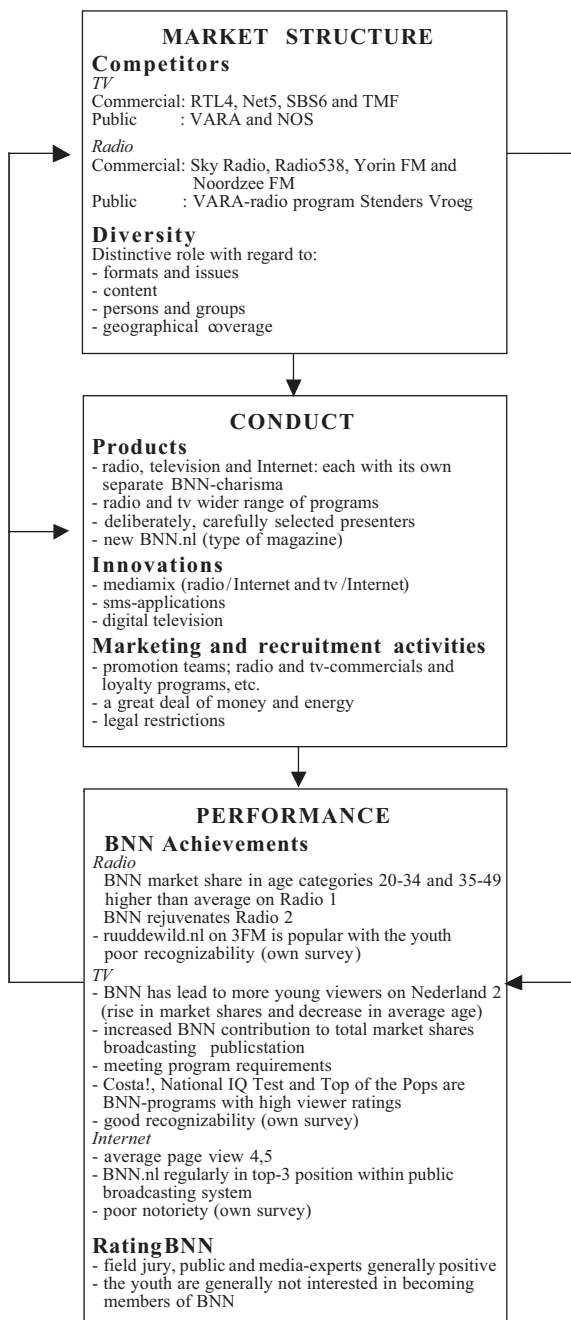 MARKET STRUCTURE
Competitors
TV
Commercial: RTL4, Net5, SBS6 and TMF
Public : VARA and NOS
Radio
Commercial: Sky Radio, Radio538, Yorin FM and
Noordzee FM
Public : VARA-radio program Stenders Vroeg
Diversity
Distinctive role with regard to:
- formats and issues
- content
- persons and groups
- geographical coverage
CONDUCT
Products
- radio, television and Internet: each with its own
separate BNN-charisma
- radio and tv wider range of programs
- deliberately, carefully selected presenters
- new BNN.nl (type of magazine)
Innovations
- mediamix (radio/Internet and tv/Internet)
- sms-applications
- digital television
Marketing and recruitment activities
- promotion teams; radio and tv-commercials and
loyalty programs, etc.
- a great deal of money and energy
- legal restrictions
PERFORMANCE
BNN Achievements
Radio
BNN market share in age categories 20-34 and 35-49
higher than average on Radio 1
BNN rejuvenates Radio 2
- ruuddewild.nl on 3FM is popular with the youth
poor recognizability (own survey)
TV
- BNN has lead to more young viewers on Nederland 2
(rise in market shares and decrease in average age)
- increased BNN contribution to total market shares
broadcasting publicstation
- meeting program requirements
- Costa!, National IQ Test and Top of the Pops are
BNN-programs with high viewer ratings
- good recognizability (own survey)
Internet
- average page view 4,5
- BNN.nl regularly in top-3 position within public
broadcasting system
- poor notoriety (own survey)
Rating BNN
- field jury, public and media-experts generally positive
- the youth are generally not interested in becoming
members of BNN